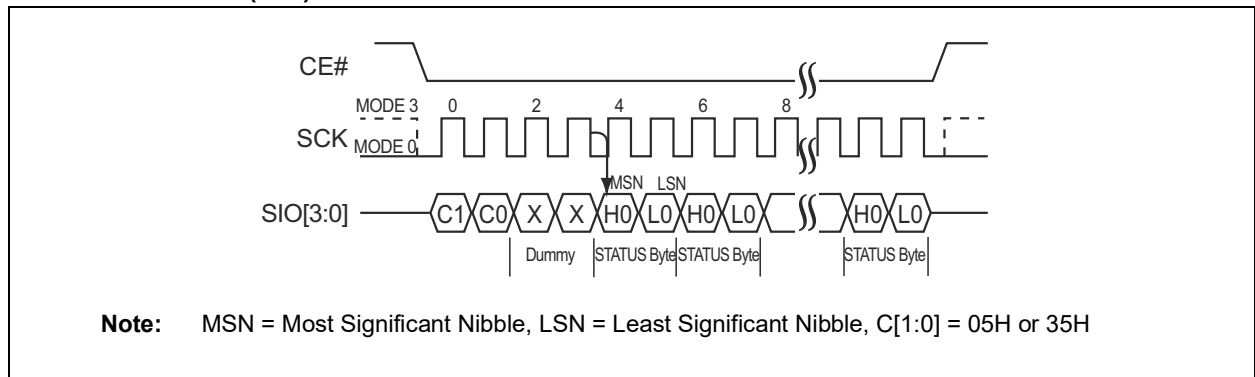 CE#
MODE 3 0 2 4 6 8
SCK
MODE 0
MSN LSN
SIO[3:0] C1 C0 X X H0 L0 H0 L0 H0 L0
Dummy STATUS Byte STATUS Byte STATUS Byte
Note: MSN = Most Significant Nibble, LSN = Least Significant Nibble, C[1:0] = 05H or 35H